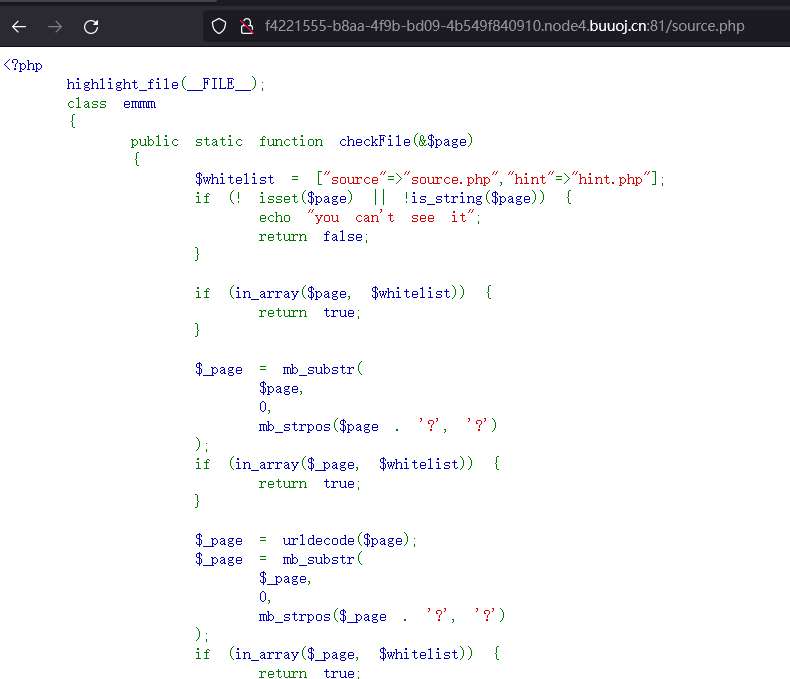 f4221555-b8aa-4f9b-bd09-4b549f840910.node4.buuoj.cn:81/source.php
<?php
highlight_file(__FILE__);
class emmm
{
public static function checkFile(&$page)
{
$whitelist = ["source"=>"source.php","hint"=>"hint.php"];
if (! isset($page) || !is_string($page)) {
echo "you can't see it";
return false;
}
if (in_array($page, $whitelist)) {
return true;
}
$_page = mb_substr(
$page,
0,
mb_strpos($page . '?', '?')
);
if (in_array($_page, $whitelist)) {
return true;
}
$_page = urldecode($page);
$_page = mb_substr(
$_page,
0,
mb_strpos($_page . '?', '?')
);
if (in_array($_page, $whitelist)) {
return true;